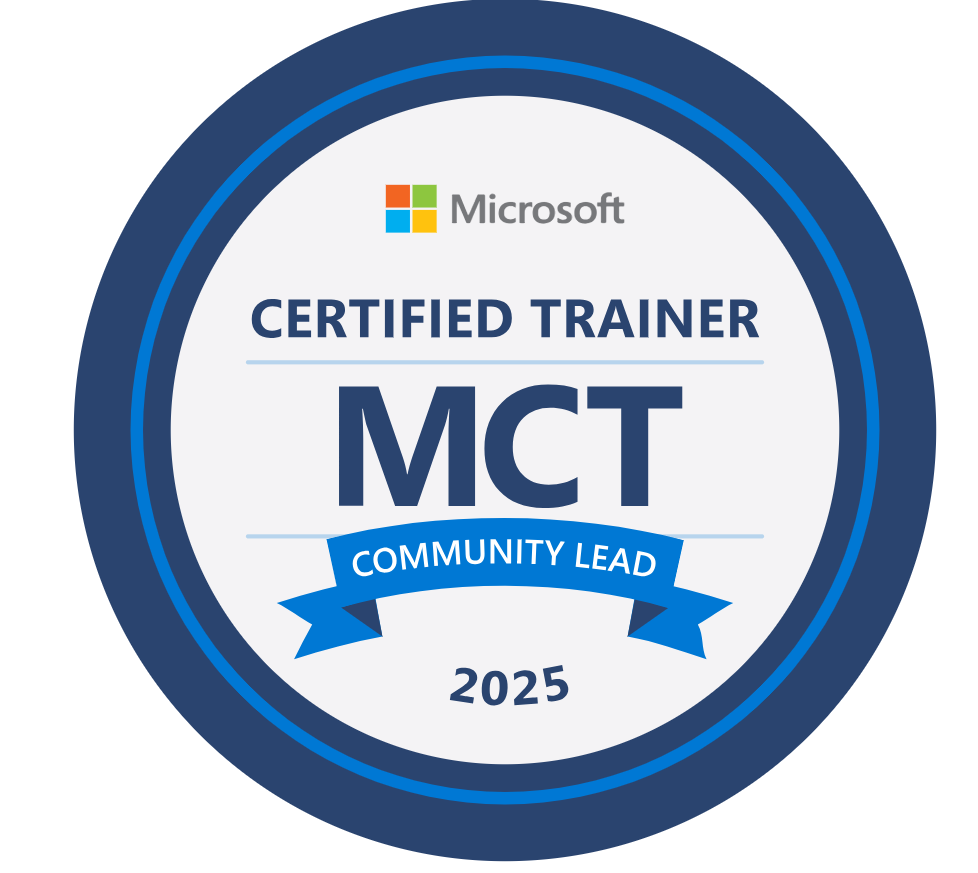 Microsoft
CERTIFIED TRAINER
MCT
COMMUNITY LEAD
2025